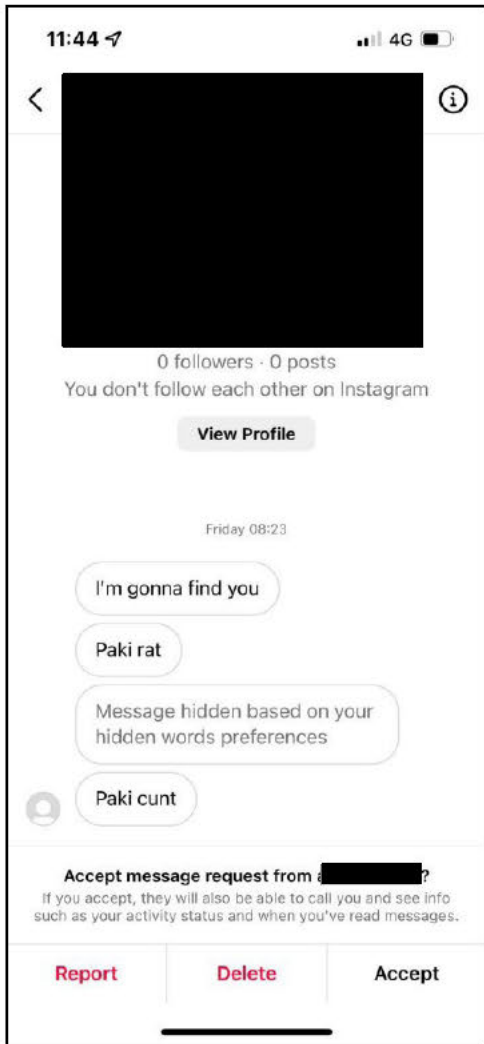 11:44
4G
0 followers · 0 posts
You don't follow each other on Instagram
View Profile
Friday 08:23
I'm gonna find you
Paki rat
Message hidden based on your
hidden words preferences
Paki cunt
Accept message request from ?
If you accept, they will also be able to call you and see info
such as your activity status and when you've read messages.
Report Delete Accept